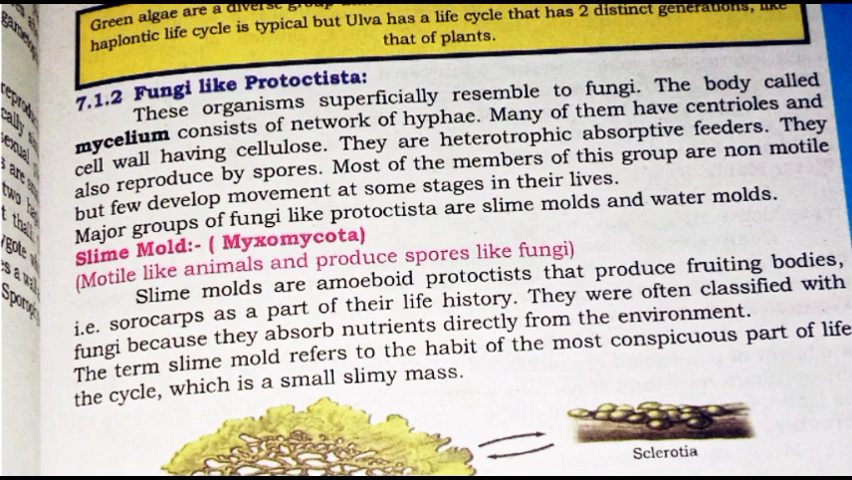 Green algae are a diverse group
haplontic life cycle is typical but Ulva has a life cycle that has 2 distinct generations, like
that of plants.
7.1.2 Fungi like Protoctista:
These organisms superficially resemble to fungi. The body called
mycelium consists of network of hyphae. Many of them have centrioles and
cell wall having cellulose. They are heterotrophic absorptive feeders. They
also reproduce by spores. Most of the members of this group are non motile
but few develop movement at some stages in their lives.
Major groups of fungi like protoctista are slime molds and water molds.
Slime Mold:- ( Myxomycota)
(Motile like animals and produce spores like fungi)
Slime molds are amoeboid protoctists that produce fruiting bodies,
i.e. sorocarps as a part of their life history. They were often classified with
fungi because they absorb nutrients directly from the environment.
The term slime mold refers to the habit of the most conspicuous part of life
the cycle, which is a small slimy mass.
Sclerotia